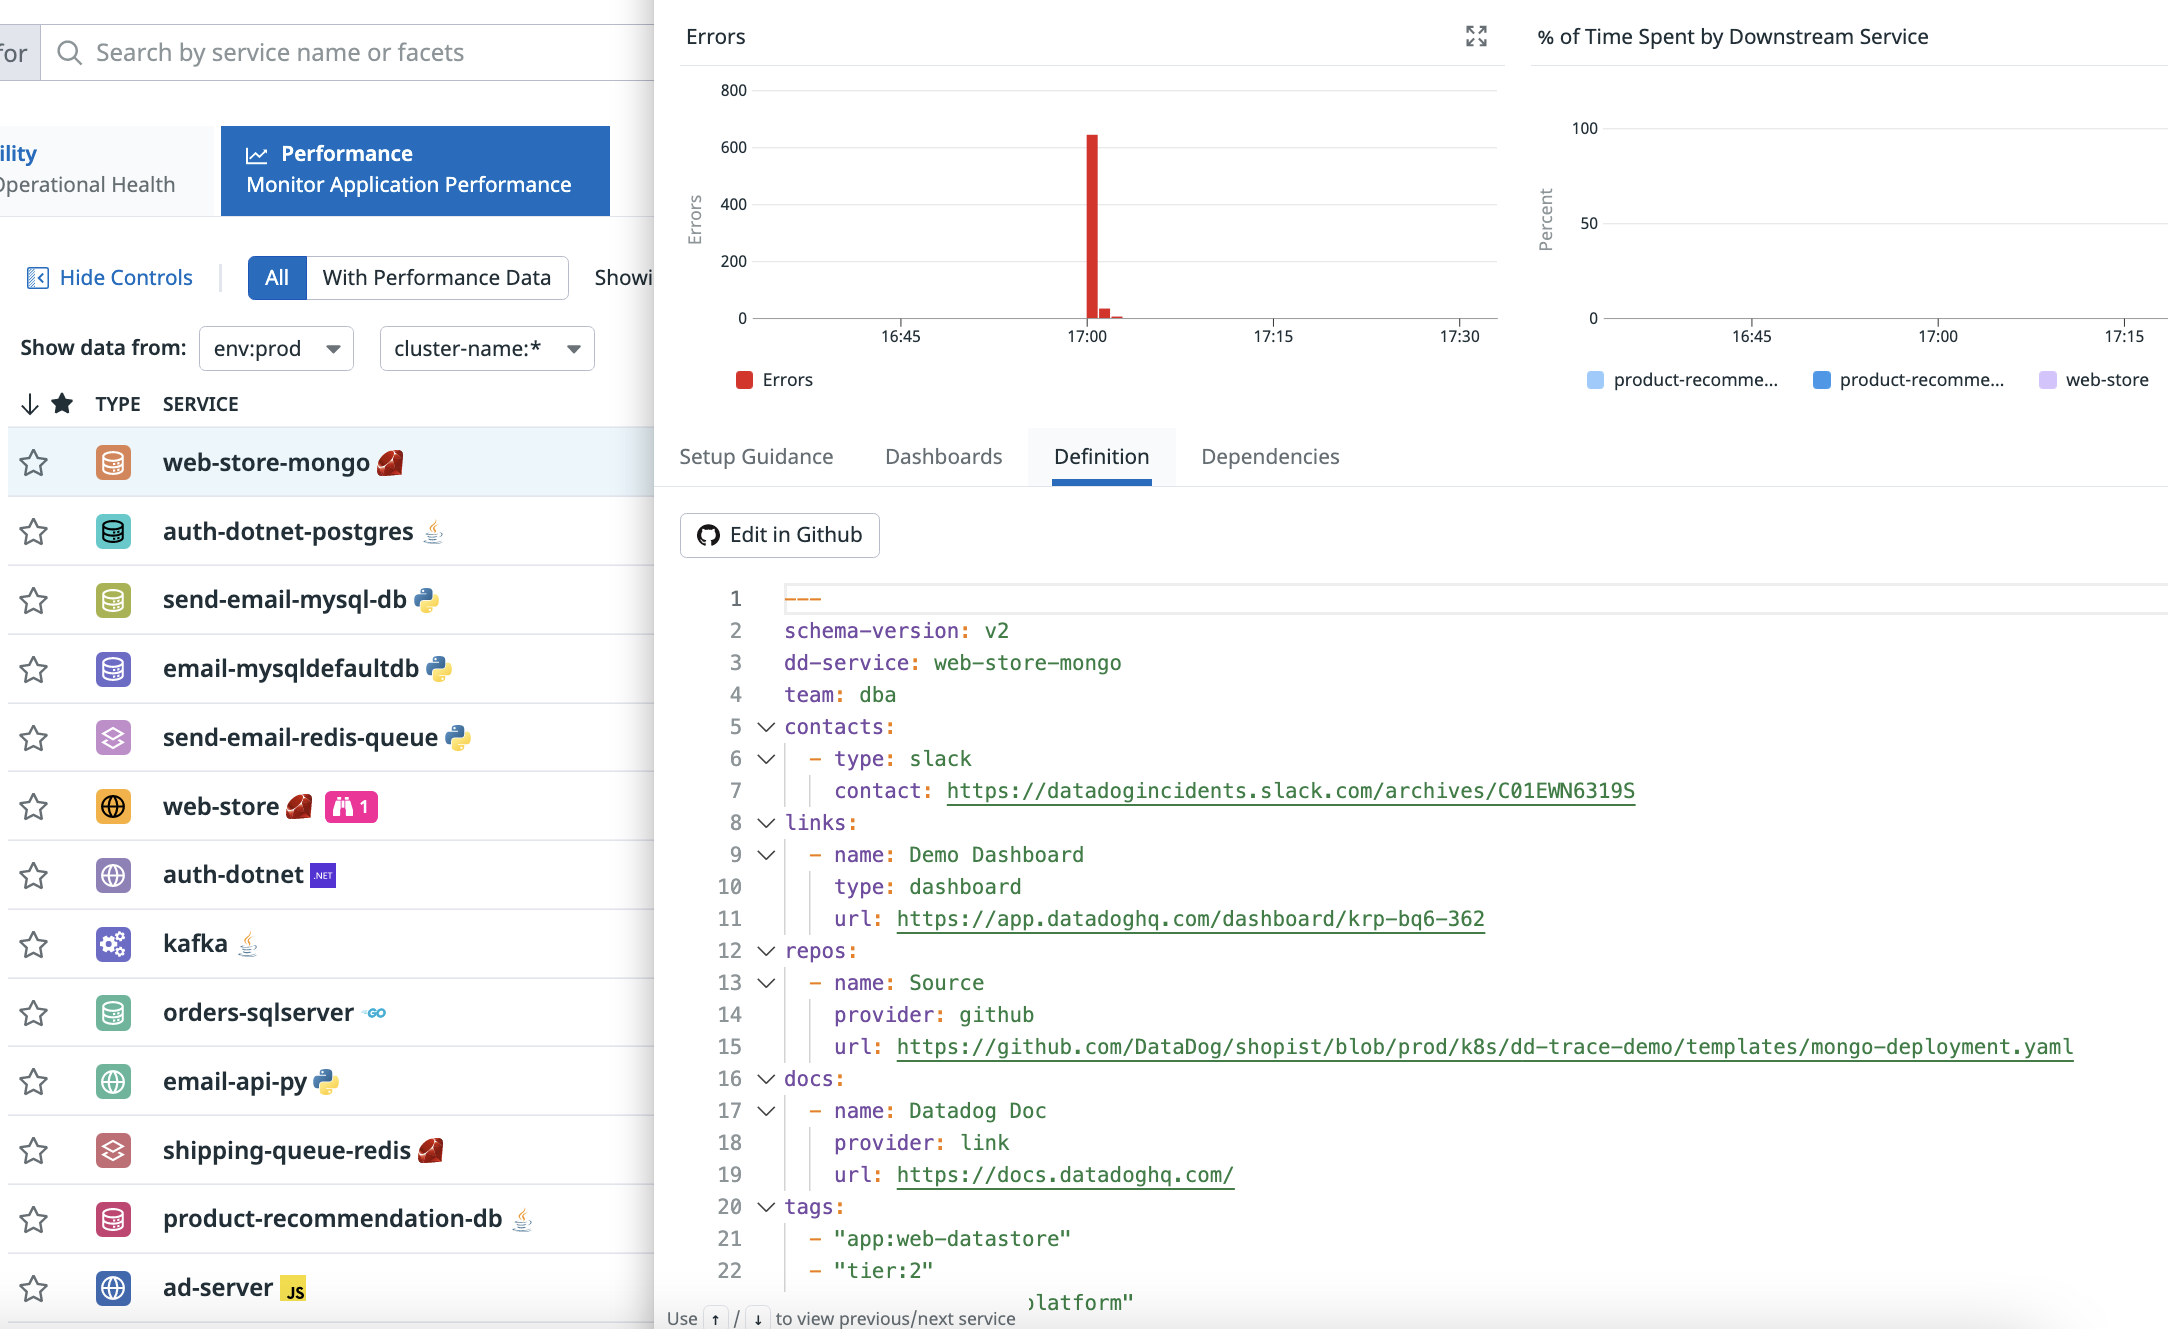 for
Search by service name or facets
ility
Operational Health
Performance
Monitor Application Performance
Hide Controls
All
With Performance Data
Showi
Show data from:
env:prod
cluster-name:*
TYPE
SERVICE
web-store-mongo
auth-dotnet-postgres
send-email-mysql-db
email-mysqldefaultdb
send-email-redis-queue
web-store
1
auth-dotnet
.NET
kafka
orders-sqlserver
GO
email-api-py
shipping-queue-redis
product-recommendation-db
ad-server
JS
Errors
800
600
400
200
0
Errors
16:45
17:00
17:15
17:30
Errors
% of Time Spent by Downstream Service
100
50
0
Percent
16:45
17:00
17:15
product-recomme...
product-recomme...
web-store
Setup Guidance
Dashboards
Definition
Dependencies
Edit in Github
1 ---
2 schema-version: v2
3 dd-service: web-store-mongo
4 team: dba
5 contacts:
6 - type: slack
7 contact: https://datadogincidents.slack.com/archives/C01EWN6319S
8 links:
9 - name: Demo Dashboard
10 type: dashboard
11 url: https://app.datadoghq.com/dashboard/krp-bq6-362
12 repos:
13 - name: Source
14 provider: github
15 url: https://github.com/DataDog/shopist/blob/prod/k8s/dd-trace-demo/templates/mongo-deployment.yaml
16 docs:
17 - name: Datadog Doc
18 provider: link
19 url: https://docs.datadoghq.com/
20 tags:
21 - "app:web-datastore"
22 - "tier:2"
platform"
Use ↑ / ↓ to view previous/next service